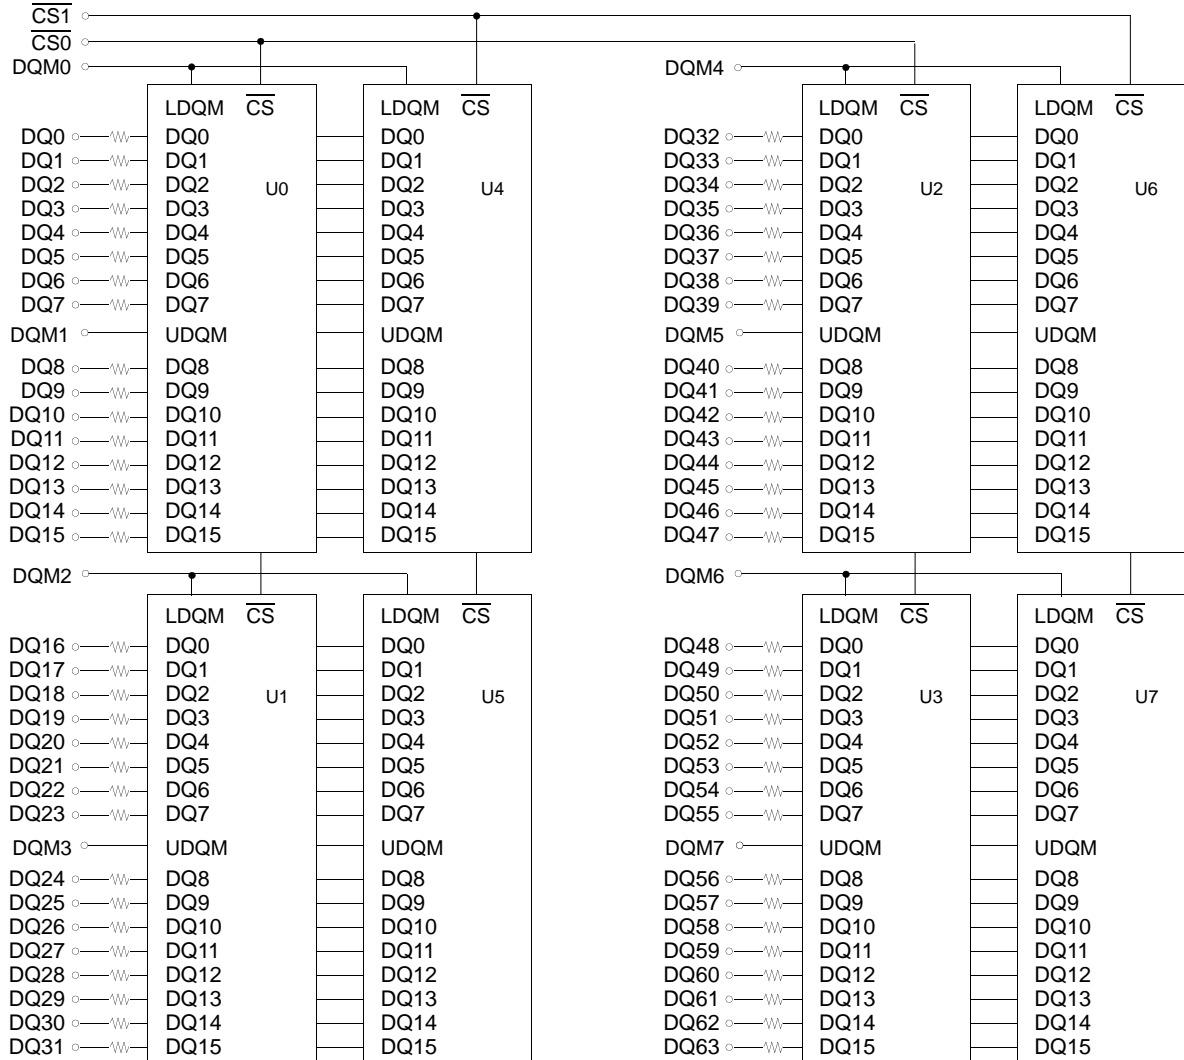 CS1
CS0
DQM0 DQM4
LDQM CS LDQM CS LDQM CS LDQM CS
DQ0 DQ0 DQ0 DQ32 DQ0 DQ0
DQ1 DQ1 DQ1 DQ33 DQ1 DQ1
DQ2 DQ2 U0 DQ2 U4 DQ34 DQ2 U2 DQ2 U6
DQ3 DQ3 DQ3 DQ35 DQ3 DQ3
DQ4 DQ4 DQ4 DQ36 DQ4 DQ4
DQ5 DQ5 DQ5 DQ37 DQ5 DQ5
DQ6 DQ6 DQ6 DQ38 DQ6 DQ6
DQ7 DQ7 DQ7 DQ39 DQ7 DQ7
DQM1 UDQM UDQM DQM5 UDQM UDQM
DQ8 DQ8 DQ8 DQ40 DQ8 DQ8
DQ9 DQ9 DQ9 DQ41 DQ9 DQ9
DQ10 DQ10 DQ10 DQ42 DQ10 DQ10
DQ11 DQ11 DQ11 DQ43 DQ11 DQ11
DQ12 DQ12 DQ12 DQ44 DQ12 DQ12
DQ13 DQ13 DQ13 DQ45 DQ13 DQ13
DQ14 DQ14 DQ14 DQ46 DQ14 DQ14
DQ15 DQ15 DQ15 DQ47 DQ15 DQ15
DQM2 DQM6
LDQM CS LDQM CS LDQM CS LDQM CS
DQ16 DQ0 DQ0 DQ48 DQ0 DQ0
DQ17 DQ1 DQ1 DQ49 DQ1 DQ1
DQ18 DQ2 U1 DQ2 U5 DQ50 DQ2 U3 DQ2 U7
DQ19 DQ3 DQ3 DQ51 DQ3 DQ3
DQ20 DQ4 DQ4 DQ52 DQ4 DQ4
DQ21 DQ5 DQ5 DQ53 DQ5 DQ5
DQ22 DQ6 DQ6 DQ54 DQ6 DQ6
DQ23 DQ7 DQ7 DQ55 DQ7 DQ7
DQM3 UDQM UDQM DQM7 UDQM UDQM
DQ24 DQ8 DQ8 DQ56 DQ8 DQ8
DQ25 DQ9 DQ9 DQ57 DQ9 DQ9
DQ26 DQ10 DQ10 DQ58 DQ10 DQ10
DQ27 DQ11 DQ11 DQ59 DQ11 DQ11
DQ28 DQ12 DQ12 DQ60 DQ12 DQ12
DQ29 DQ13 DQ13 DQ61 DQ13 DQ13
DQ30 DQ14 DQ14 DQ62 DQ14 DQ14
DQ31 DQ15 DQ15 DQ63 DQ15 DQ15